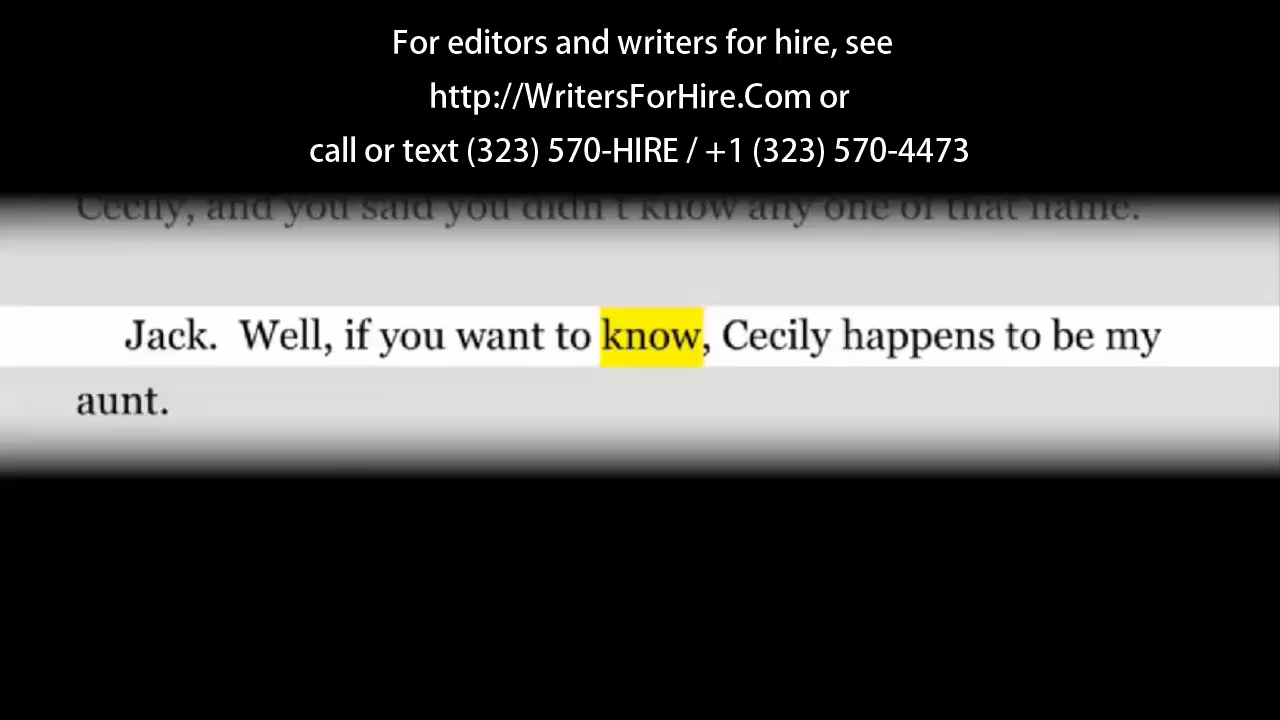 For editors and writers for hire, see
http://WritersForHire.Com or
call or text (323) 570-HIRE / +1 (323) 570-4473
Cecily, and you said you didn't know any one of that name.
Jack.  Well, if you want to know, Cecily happens to be my
aunt.